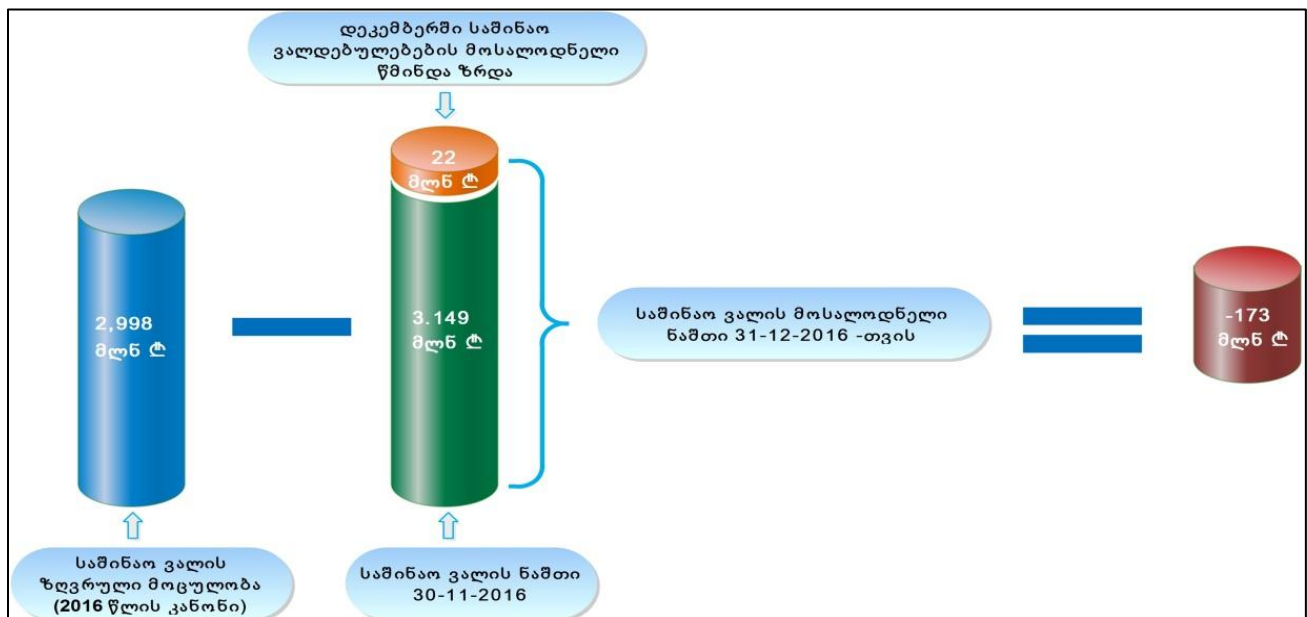 დეკემბერში საშინაო
ვალდებულებების მოსალოდნელი
წმინდა ზრდა
22
მლნ ₾
2,998
მლნ ₾
3.149
მლნ ₾
საშინაო ვალის მოსალოდნელი
ნაშთი 31-12-2016 -თვის
-173
მლნ ₾
საშინაო ვალის
ზღვრული მოცულობა
(2016 წლის კანონი)
საშინაო ვალის ნაშთი
30-11-2016